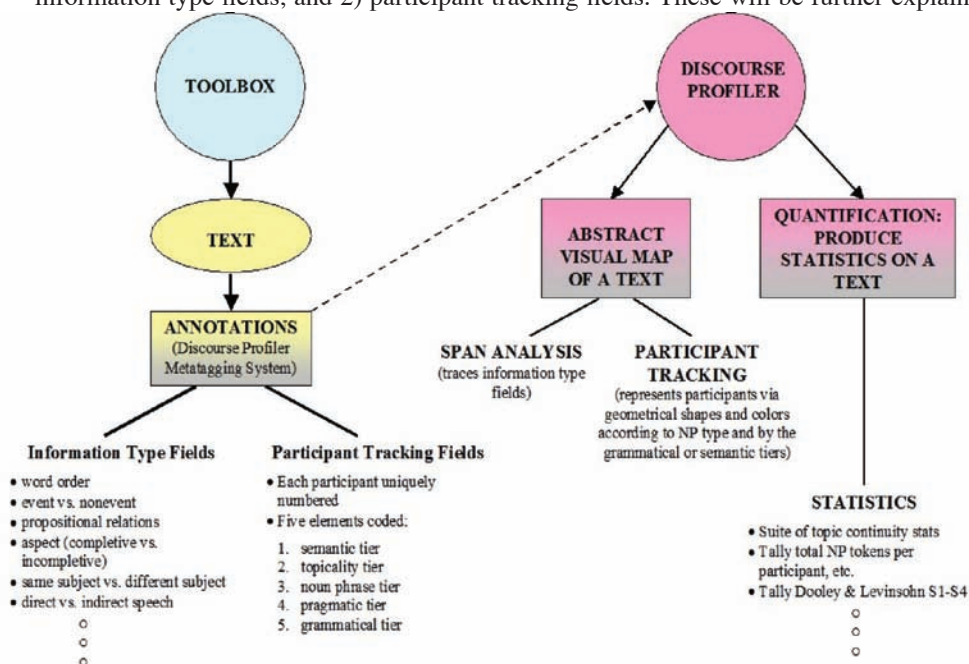 information type fields, and 2) participant tracking fields. These will be further explain
TOOLBOX
TEXT
ANNOTATIONS
(Discourse Profiler
Metatagging System)
Information Type Fields
• word order
• event vs. nonevent
• propositional relations
• aspect (completive vs.
incompletive)
• same subject vs. different subject
• direct vs. indirect speech
Participant Tracking Fields
• Each participant uniquely
numbered
• Five elements coded:
1. semantic tier
2. topicality tier
3. noun phrase tier
4. pragmatic tier
5. grammatical tier
DISCOURSE
PROFILER
ABSTRACT
VISUAL MAP
OF A TEXT
SPAN ANALYSIS
(traces information type
fields)
PARTICIPANT
TRACKING
(represents participants via
geometrical shapes and colors
according to NP type and by the
grammatical or semantic tiers)
QUANTIFICATION:
PRODUCE
STATISTICS ON A
TEXT
STATISTICS
• Suite of topic continuity stats
• Tally total NP tokens per
participant, etc.
• Tally Dooley & Levinsohn S1-S4